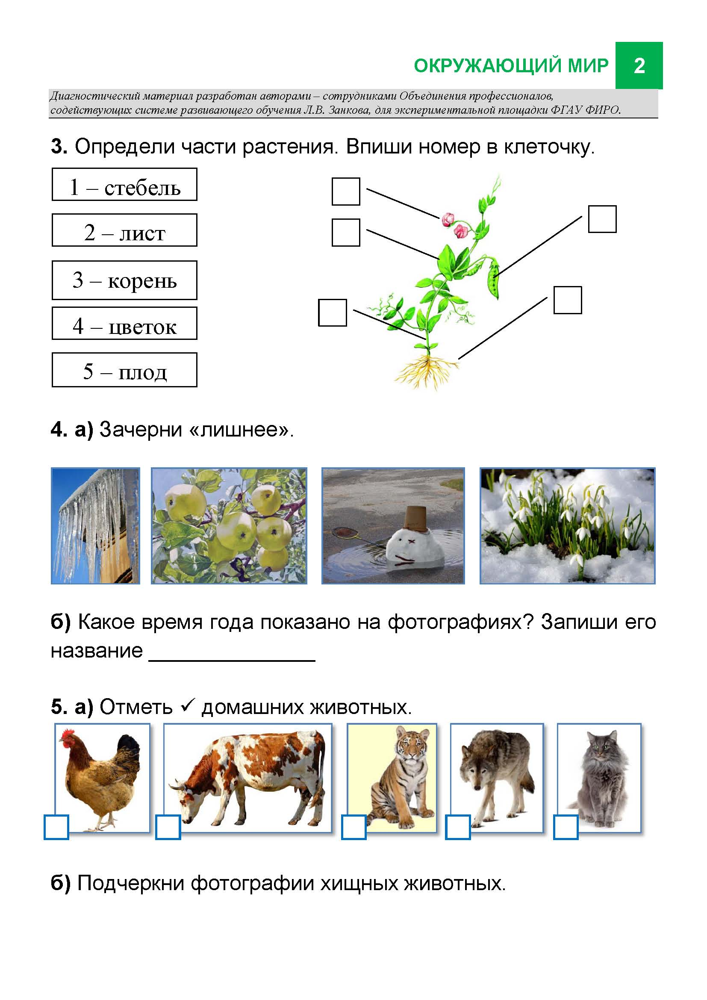 ОКРУЖАЮЩИЙ МИР 2
Диагностический материал разработан авторами – сотрудниками Объединения профессионалов,
содействующих системе развивающего обучения Л.В. Занкова, для экспериментальной площадки ФГАУ ФИРО.
3. Определи части растения. Впиши номер в клеточку.
1 – стебель
2 – лист
3 – корень
4 – цветок
5 – плод
4. а) Зачерни «лишнее».
б) Какое время года показано на фотографиях? Запиши его
название
5. а) Отметь ✓ домашних животных.
б) Подчеркни фотографии хищных животных.